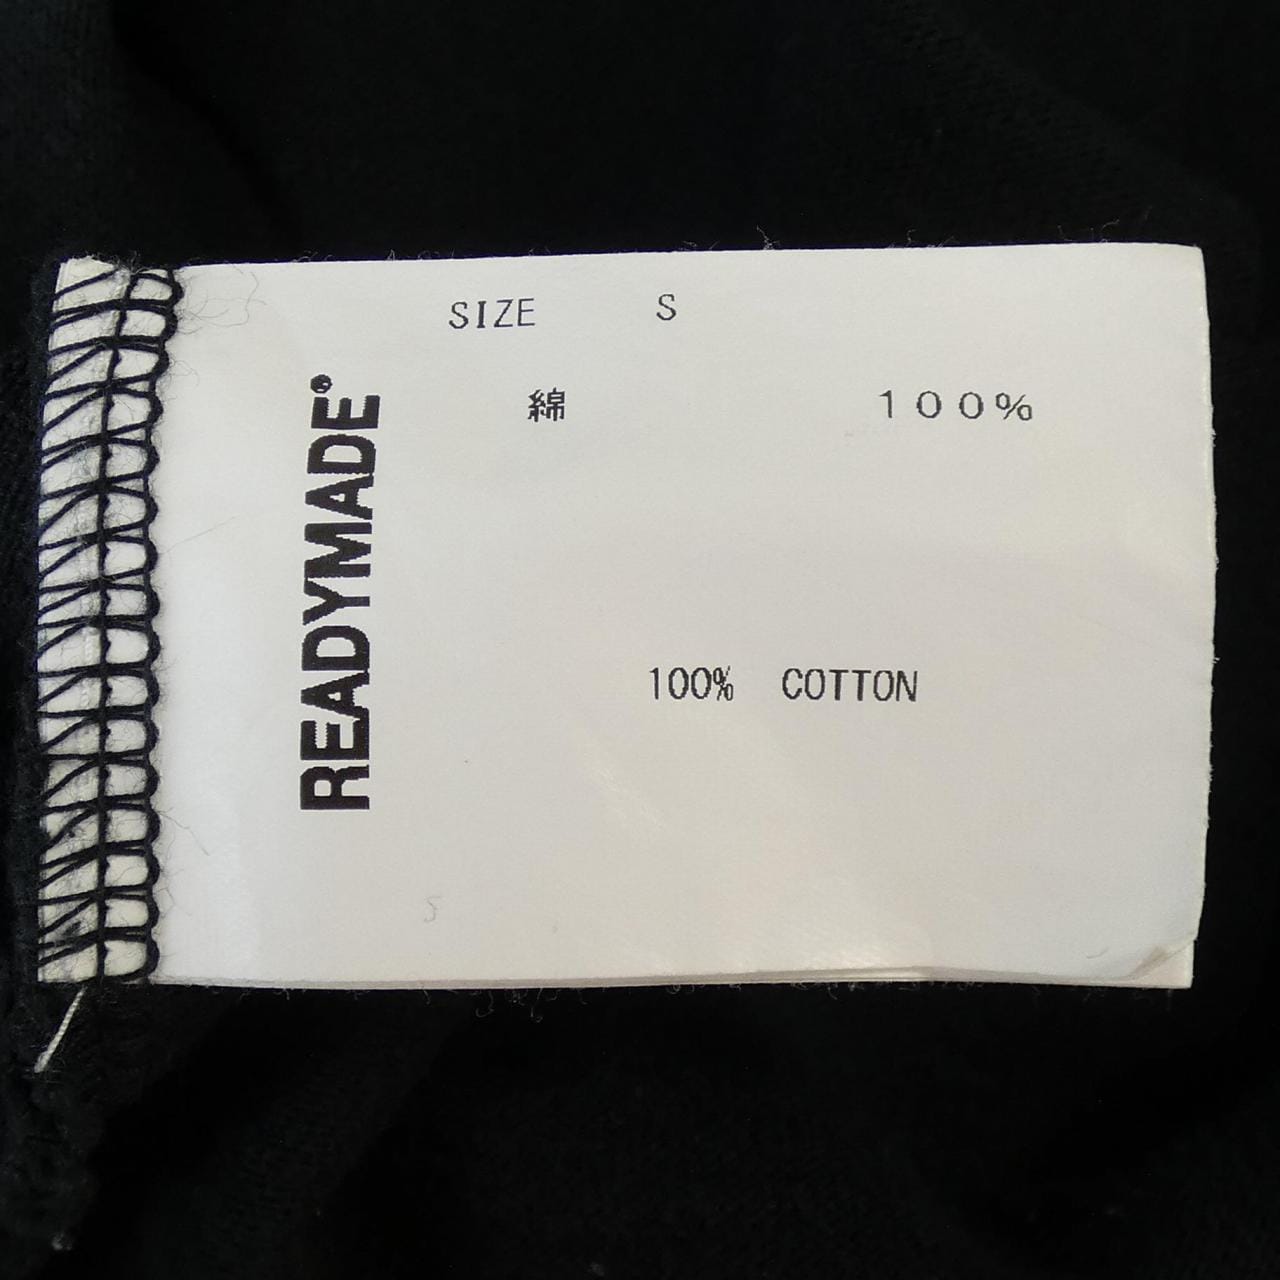 SIZE S
綿 100%
READYMADE
100% COTTON